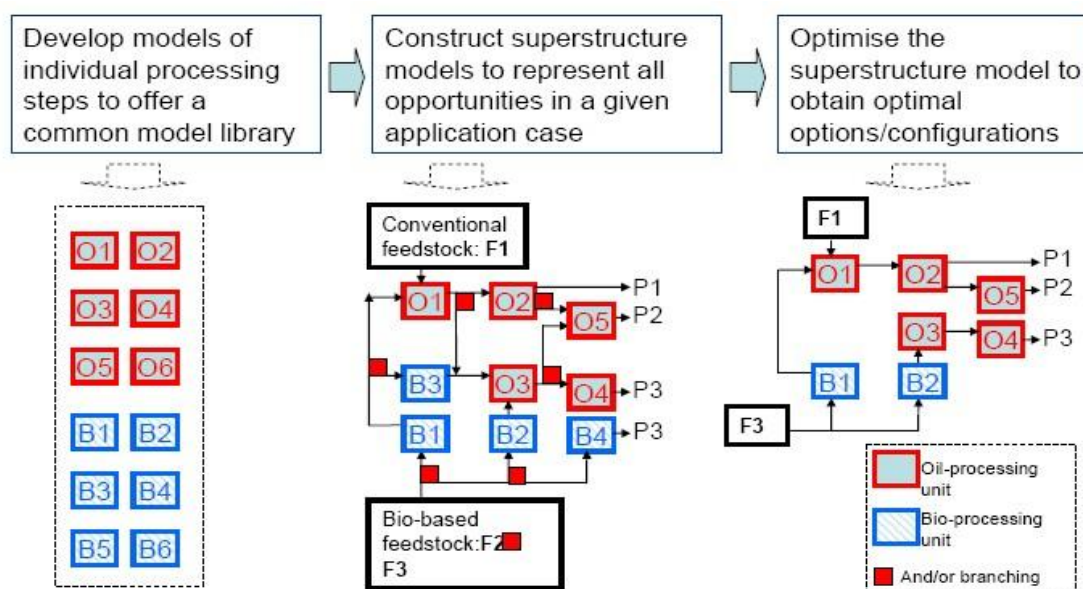 Develop models of
individual processing
steps to offer a
common model library
Construct superstructure
models to represent all
opportunities in a given
application case
Optimise the
superstructure model to
obtain optimal
options/configurations
O1 O2
O3 O4
O5 O6
B1 B2
B3 B4
B5 B6
Conventional
feedstock: F1
O1 O2 P1
O5 P2
B3 O3 O4 P3
B1 B2 B4 P3
Bio-based
feedstock:F2
F3
F1
O1 O2 P1
O5 P2
O3 O4 P3
B1 B2
F3
Oil-processing
unit
Bio-processing
unit
And/or branching